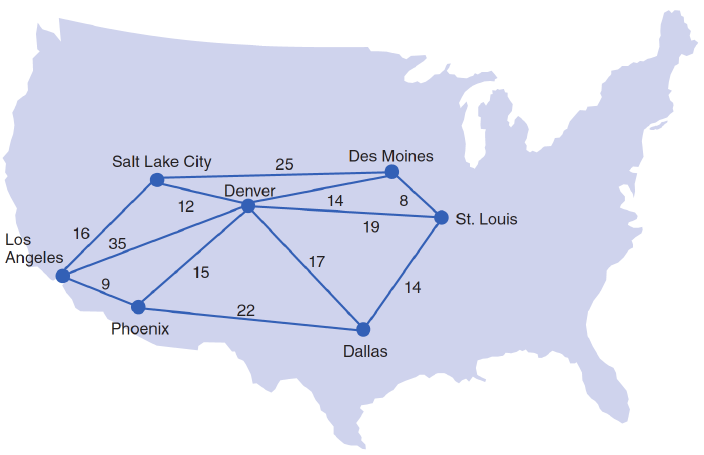 25
Des Moines
Salt Lake City
Denver
12
14
8
19
St. Louis
16
35
Los
Angeles
15
17
9
14
22
Phoenix
Dallas